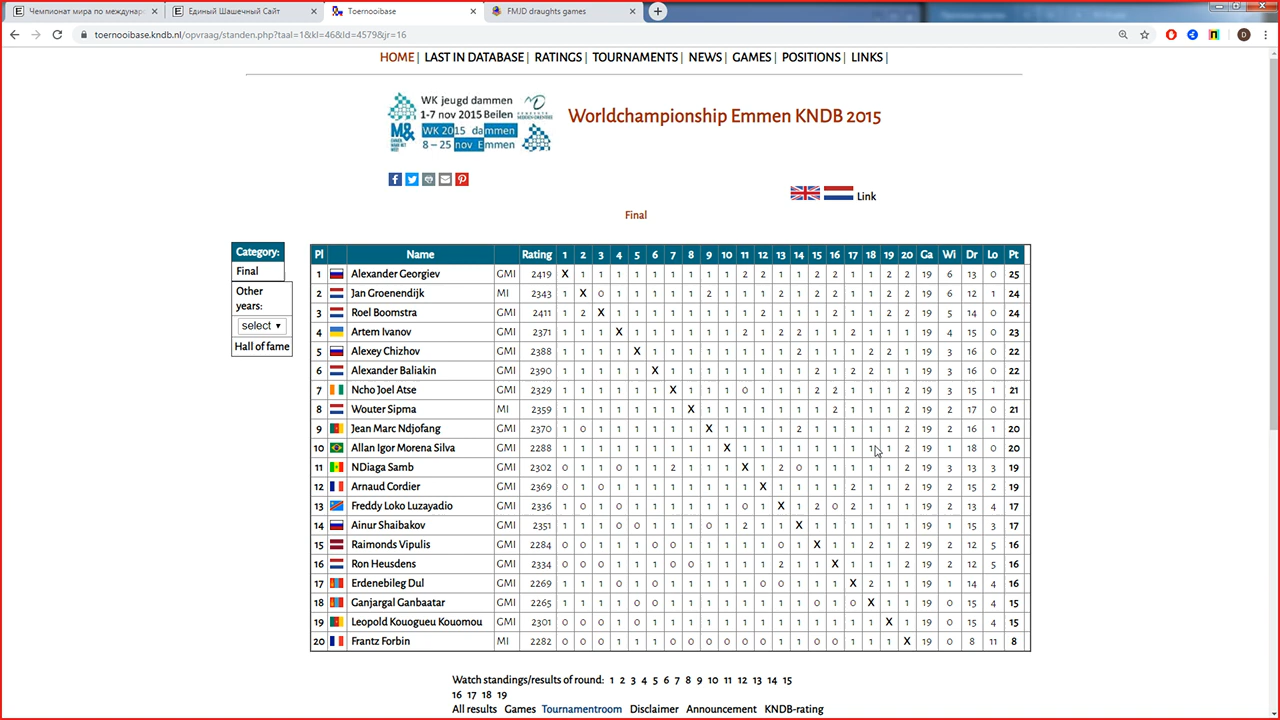 Чемпионат мира по междунар
Единый Шашечный Сайт
Toernooibase
FMJD draughts games
toernooibase.kndb.nl/opvraag/standen.php?taal=1&kl=46&Id=4579&jr=16
HOME | LAST IN DATABASE | RATINGS | TOURNAMENTS | NEWS | GAMES | POSITIONS | LINKS |
WK jeugd dammen
1-7 nov 2015 Beilen
WK 2015 dammen
8 – 25 nov Emmen
Worldchampionship Emmen KNDB 2015
Link
Final
Category:
Final
Other years:
select
Hall of fame
Pl Name Rating 1 2 3 4 5 6 7 8 9 10 11 12 13 14 15 16 17 18 19 20 Ga Wi Dr Lo Pt
1 Alexander Georgiev GMI 2419 X 1 1 1 1 1 1 1 1 1 2 2 1 1 2 2 1 1 2 2 19 6 13 0 25
2 Jan Groenendijk MI 2343 1 X 0 1 1 1 1 1 2 1 1 1 2 1 2 2 1 1 2 2 19 6 12 1 24
3 Roel Boomstra GMI 2411 1 2 X 1 1 1 1 1 1 1 1 2 1 1 1 2 1 1 2 2 19 5 14 0 24
4 Artem Ivanov GMI 2371 1 1 1 X 1 1 1 1 1 1 2 1 2 2 1 1 2 1 1 1 19 4 15 0 23
5 Alexey Chizhov GMI 2388 1 1 1 1 X 1 1 1 1 1 1 1 1 2 1 1 1 2 2 1 19 3 16 0 22
6 Alexander Baliakin GMI 2390 1 1 1 1 1 X 1 1 1 1 1 1 1 1 2 1 2 2 1 1 19 3 16 0 22
7 Ncho Joel Atse GMI 2329 1 1 1 1 1 1 X 1 1 1 0 1 1 1 2 2 1 1 1 2 19 3 15 1 21
8 Wouter Sipma MI 2359 1 1 1 1 1 1 1 X 1 1 1 1 1 1 1 2 1 1 1 2 19 2 17 0 21
9 Jean Marc Ndjofang GMI 2370 1 0 1 1 1 1 1 1 X 1 1 1 1 2 1 1 1 1 1 2 19 2 16 1 20
10 Allan Igor Morena Silva GMI 2288 1 1 1 1 1 1 1 1 1 X 1 1 1 1 1 1 1 1 1 2 19 1 18 0 20
11 NDiaga Samb GMI 2302 0 1 1 0 1 1 2 1 1 1 X 1 2 0 1 1 1 1 1 2 19 3 13 3 19
12 Arnaud Cordier GMI 2369 0 1 0 1 1 1 1 1 1 1 1 X 1 1 1 1 2 1 1 2 19 2 15 2 19
13 Freddy Loko Luzayadio GMI 2336 1 0 1 0 1 1 1 1 1 1 0 1 X 1 2 0 2 1 1 1 19 2 13 4 17
14 Ainur Shaibakov GMI 2351 1 1 1 0 0 1 1 1 0 1 2 1 1 X 1 1 1 1 1 1 19 1 15 3 17
15 Raimonds Vipulis GMI 2284 0 0 1 1 1 0 0 1 1 1 1 1 0 1 X 1 1 2 1 2 19 2 12 5 16
16 Ron Heusdens GMI 2334 0 0 0 1 1 1 0 0 1 1 1 1 2 1 1 X 1 1 1 2 19 2 12 5 16
17 Erdenebileg Dul GMI 2269 1 1 1 0 1 0 1 1 1 1 1 0 0 1 1 1 X 2 1 1 19 1 14 4 16
18 Ganjargal Ganbaatar GMI 2265 1 1 1 1 0 0 1 1 1 1 1 1 1 1 0 1 0 X 1 1 19 0 15 4 15
19 Leopold Kouogueu Kouomou GMI 2301 0 0 0 1 0 1 1 1 1 1 1 1 1 1 1 1 1 1 X 1 19 0 15 4 15
20 Frantz Forbin MI 2282 0 0 0 1 1 1 0 0 0 0 0 0 1 1 0 0 1 1 1 X 19 0 8 11 8
Watch standings/results of round: 1 2 3 4 5 6 7 8 9 10 11 12 13 14 15
16 17 18 19
All results Games Tournamentroom Disclaimer Announcement KNDB-rating